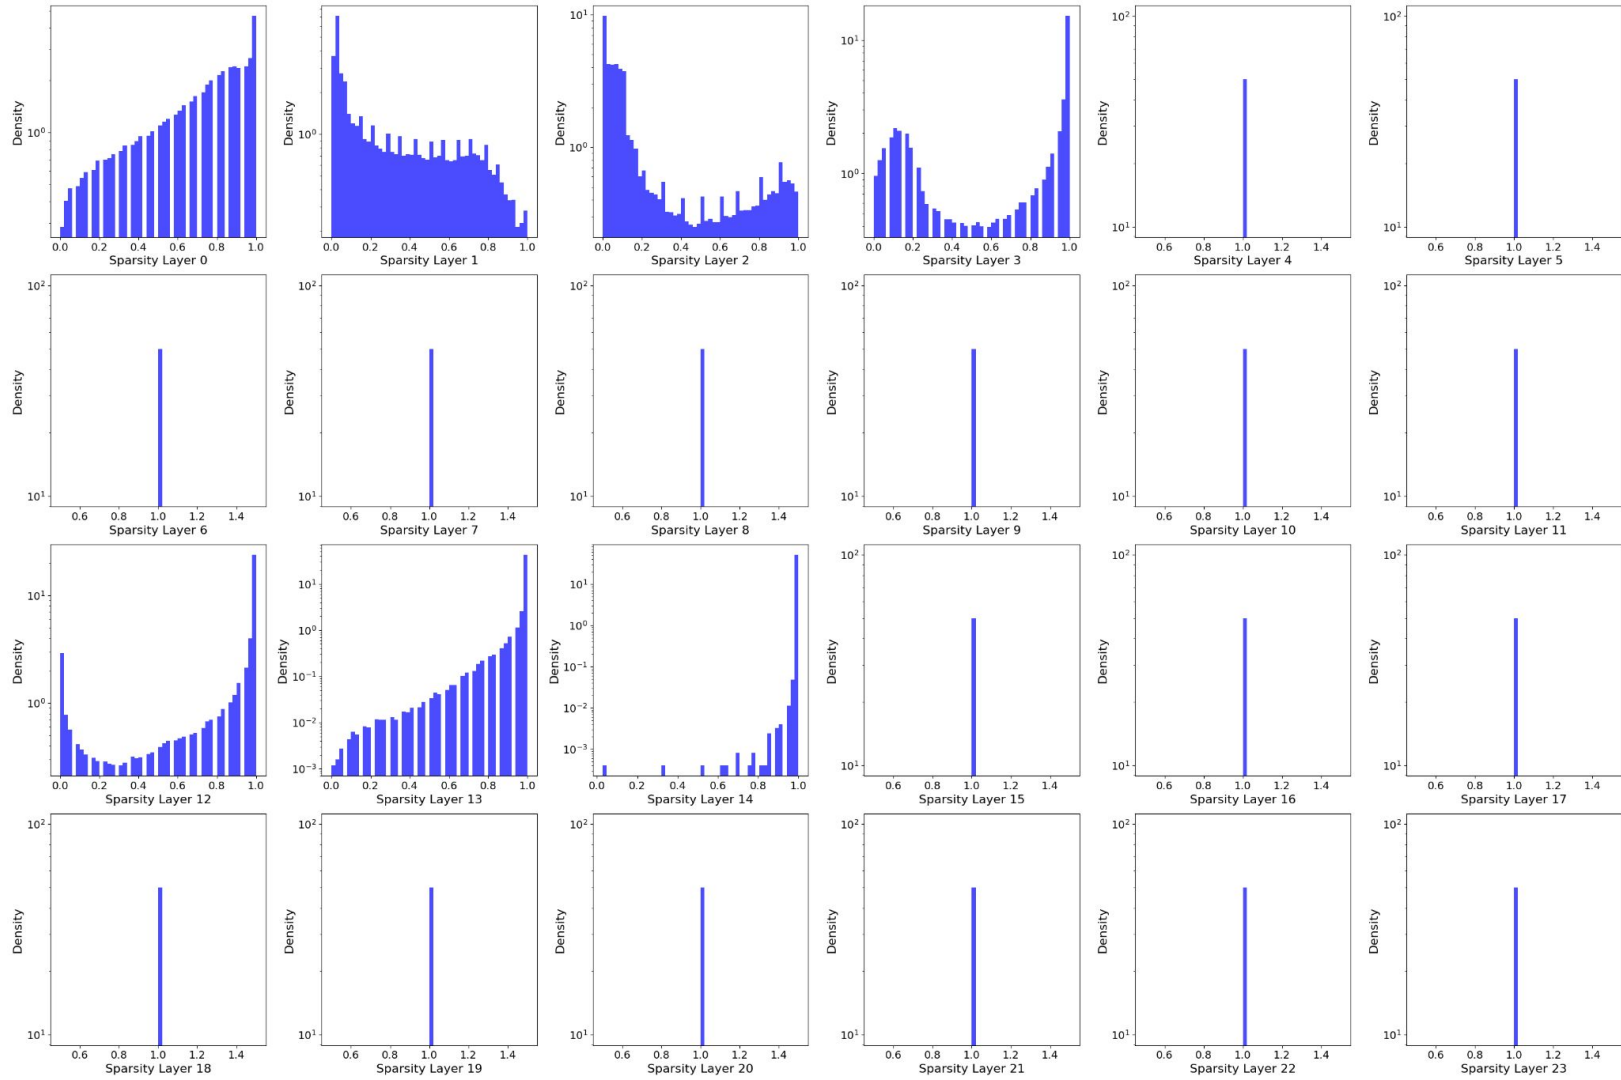 Density
10⁰
0.0 0.2 0.4 0.6 0.8 1.0
Sparsity Layer 0
Density
10⁰
0.0 0.2 0.4 0.6 0.8 1.0
Sparsity Layer 1
Density
10¹
10⁰
0.0 0.2 0.4 0.6 0.8 1.0
Sparsity Layer 2
Density
10¹
10⁰
0.0 0.2 0.4 0.6 0.8 1.0
Sparsity Layer 3
Density
10²
10¹
0.6 0.8 1.0 1.2 1.4
Sparsity Layer 4
Density
10²
10¹
0.6 0.8 1.0 1.2 1.4
Sparsity Layer 5
Density
10²
10¹
0.6 0.8 1.0 1.2 1.4
Sparsity Layer 6
Density
10²
10¹
0.6 0.8 1.0 1.2 1.4
Sparsity Layer 7
Density
10²
10¹
0.6 0.8 1.0 1.2 1.4
Sparsity Layer 8
Density
10²
10¹
0.6 0.8 1.0 1.2 1.4
Sparsity Layer 9
Density
10²
10¹
0.6 0.8 1.0 1.2 1.4
Sparsity Layer 10
Density
10²
10¹
0.6 0.8 1.0 1.2 1.4
Sparsity Layer 11
Density
10¹
10⁰
0.0 0.2 0.4 0.6 0.8 1.0
Sparsity Layer 12
Density
10¹
10⁰
10⁻¹
10⁻²
10⁻³
0.0 0.2 0.4 0.6 0.8 1.0
Sparsity Layer 13
Density
10¹
10⁰
10⁻¹
10⁻²
10⁻³
0.0 0.2 0.4 0.6 0.8 1.0
Sparsity Layer 14
Density
10²
10¹
0.6 0.8 1.0 1.2 1.4
Sparsity Layer 15
Density
10²
10¹
0.6 0.8 1.0 1.2 1.4
Sparsity Layer 16
Density
10²
10¹
0.6 0.8 1.0 1.2 1.4
Sparsity Layer 17
Density
10²
10¹
0.6 0.8 1.0 1.2 1.4
Sparsity Layer 18
Density
10²
10¹
0.6 0.8 1.0 1.2 1.4
Sparsity Layer 19
Density
10²
10¹
0.6 0.8 1.0 1.2 1.4
Sparsity Layer 20
Density
10²
10¹
0.6 0.8 1.0 1.2 1.4
Sparsity Layer 21
Density
10²
10¹
0.6 0.8 1.0 1.2 1.4
Sparsity Layer 22
Density
10²
10¹
0.6 0.8 1.0 1.2 1.4
Sparsity Layer 23